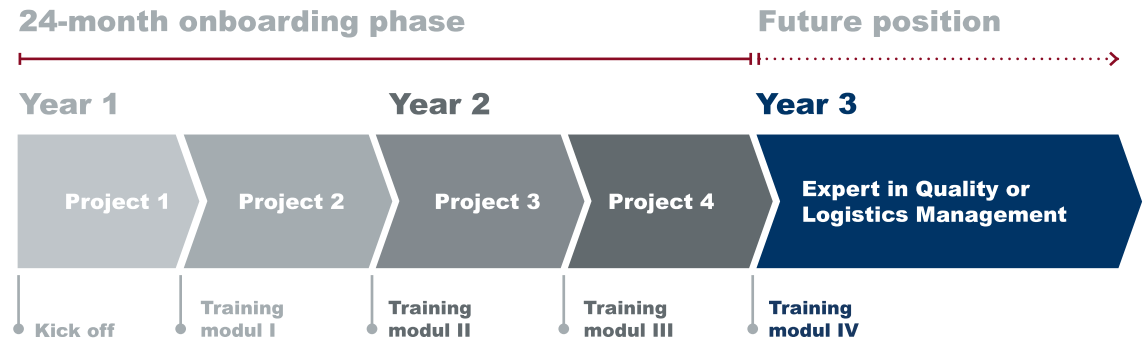 24-month onboarding phase
Future position
Year 1
Year 2
Year 3
Project 1
Project 2
Project 3
Project 4
Expert in Quality or
Logistics Management
Kick off
Training
modul I
Training
modul II
Training
modul III
Training
modul IV